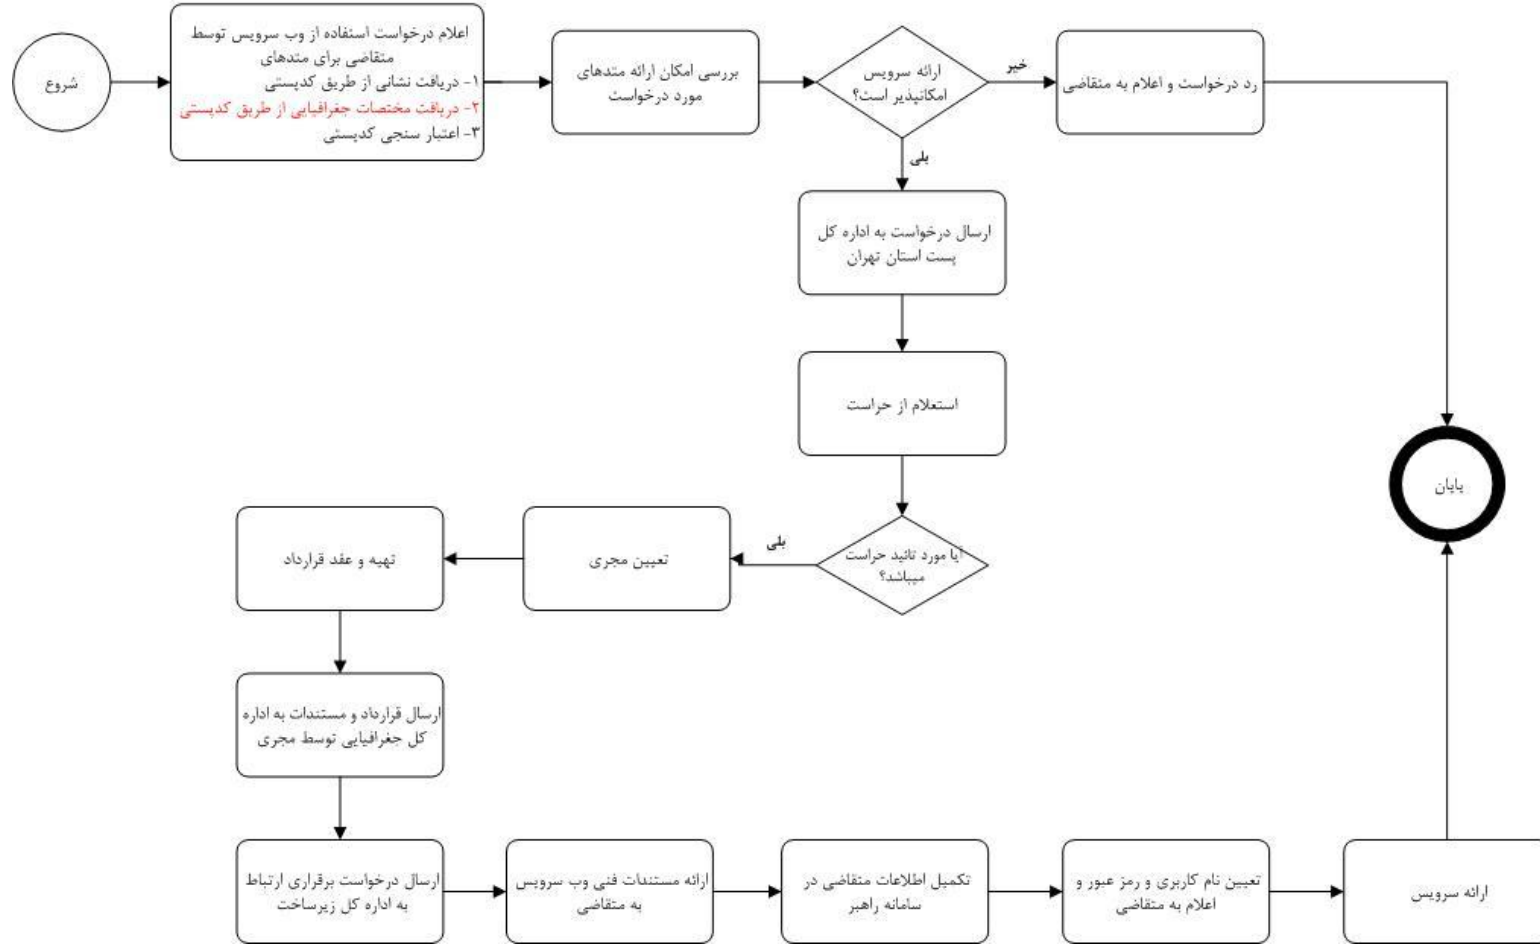 شروع
اعلام درخواست استفاده از وب سرویس توسط
متقاضی برای متدهای
۱- دریافت نشانی از طریق کدپستی
۲- دریافت مختصات جغرافیایی از طریق کدپستی
۳- اعتبار سنجی کدپستی
بررسی امکان ارائه متدهای
مورد درخواست
ارائه سرویس
امکانپذیر است؟
خیر
رد درخواست و اعلام به متقاضی
بلی
ارسال درخواست به اداره کل
پست استان تهران
استعلام از حراست
آیا مورد تائید حراست
میباشد؟
بلی
تعیین مجری
تهیه و عقد قرارداد
ارسال قرارداد و مستندات به اداره
کل جغرافیایی توسط مجری
ارسال درخواست برقراری ارتباط
به اداره کل زیرساخت
ارائه مستندات فنی وب سرویس
به متقاضی
تکمیل اطلاعات متقاضی در
سامانه راهبر
تعیین نام کاربری و رمز عبور و
اعلام به متقاضی
ارائه سرویس
پایان